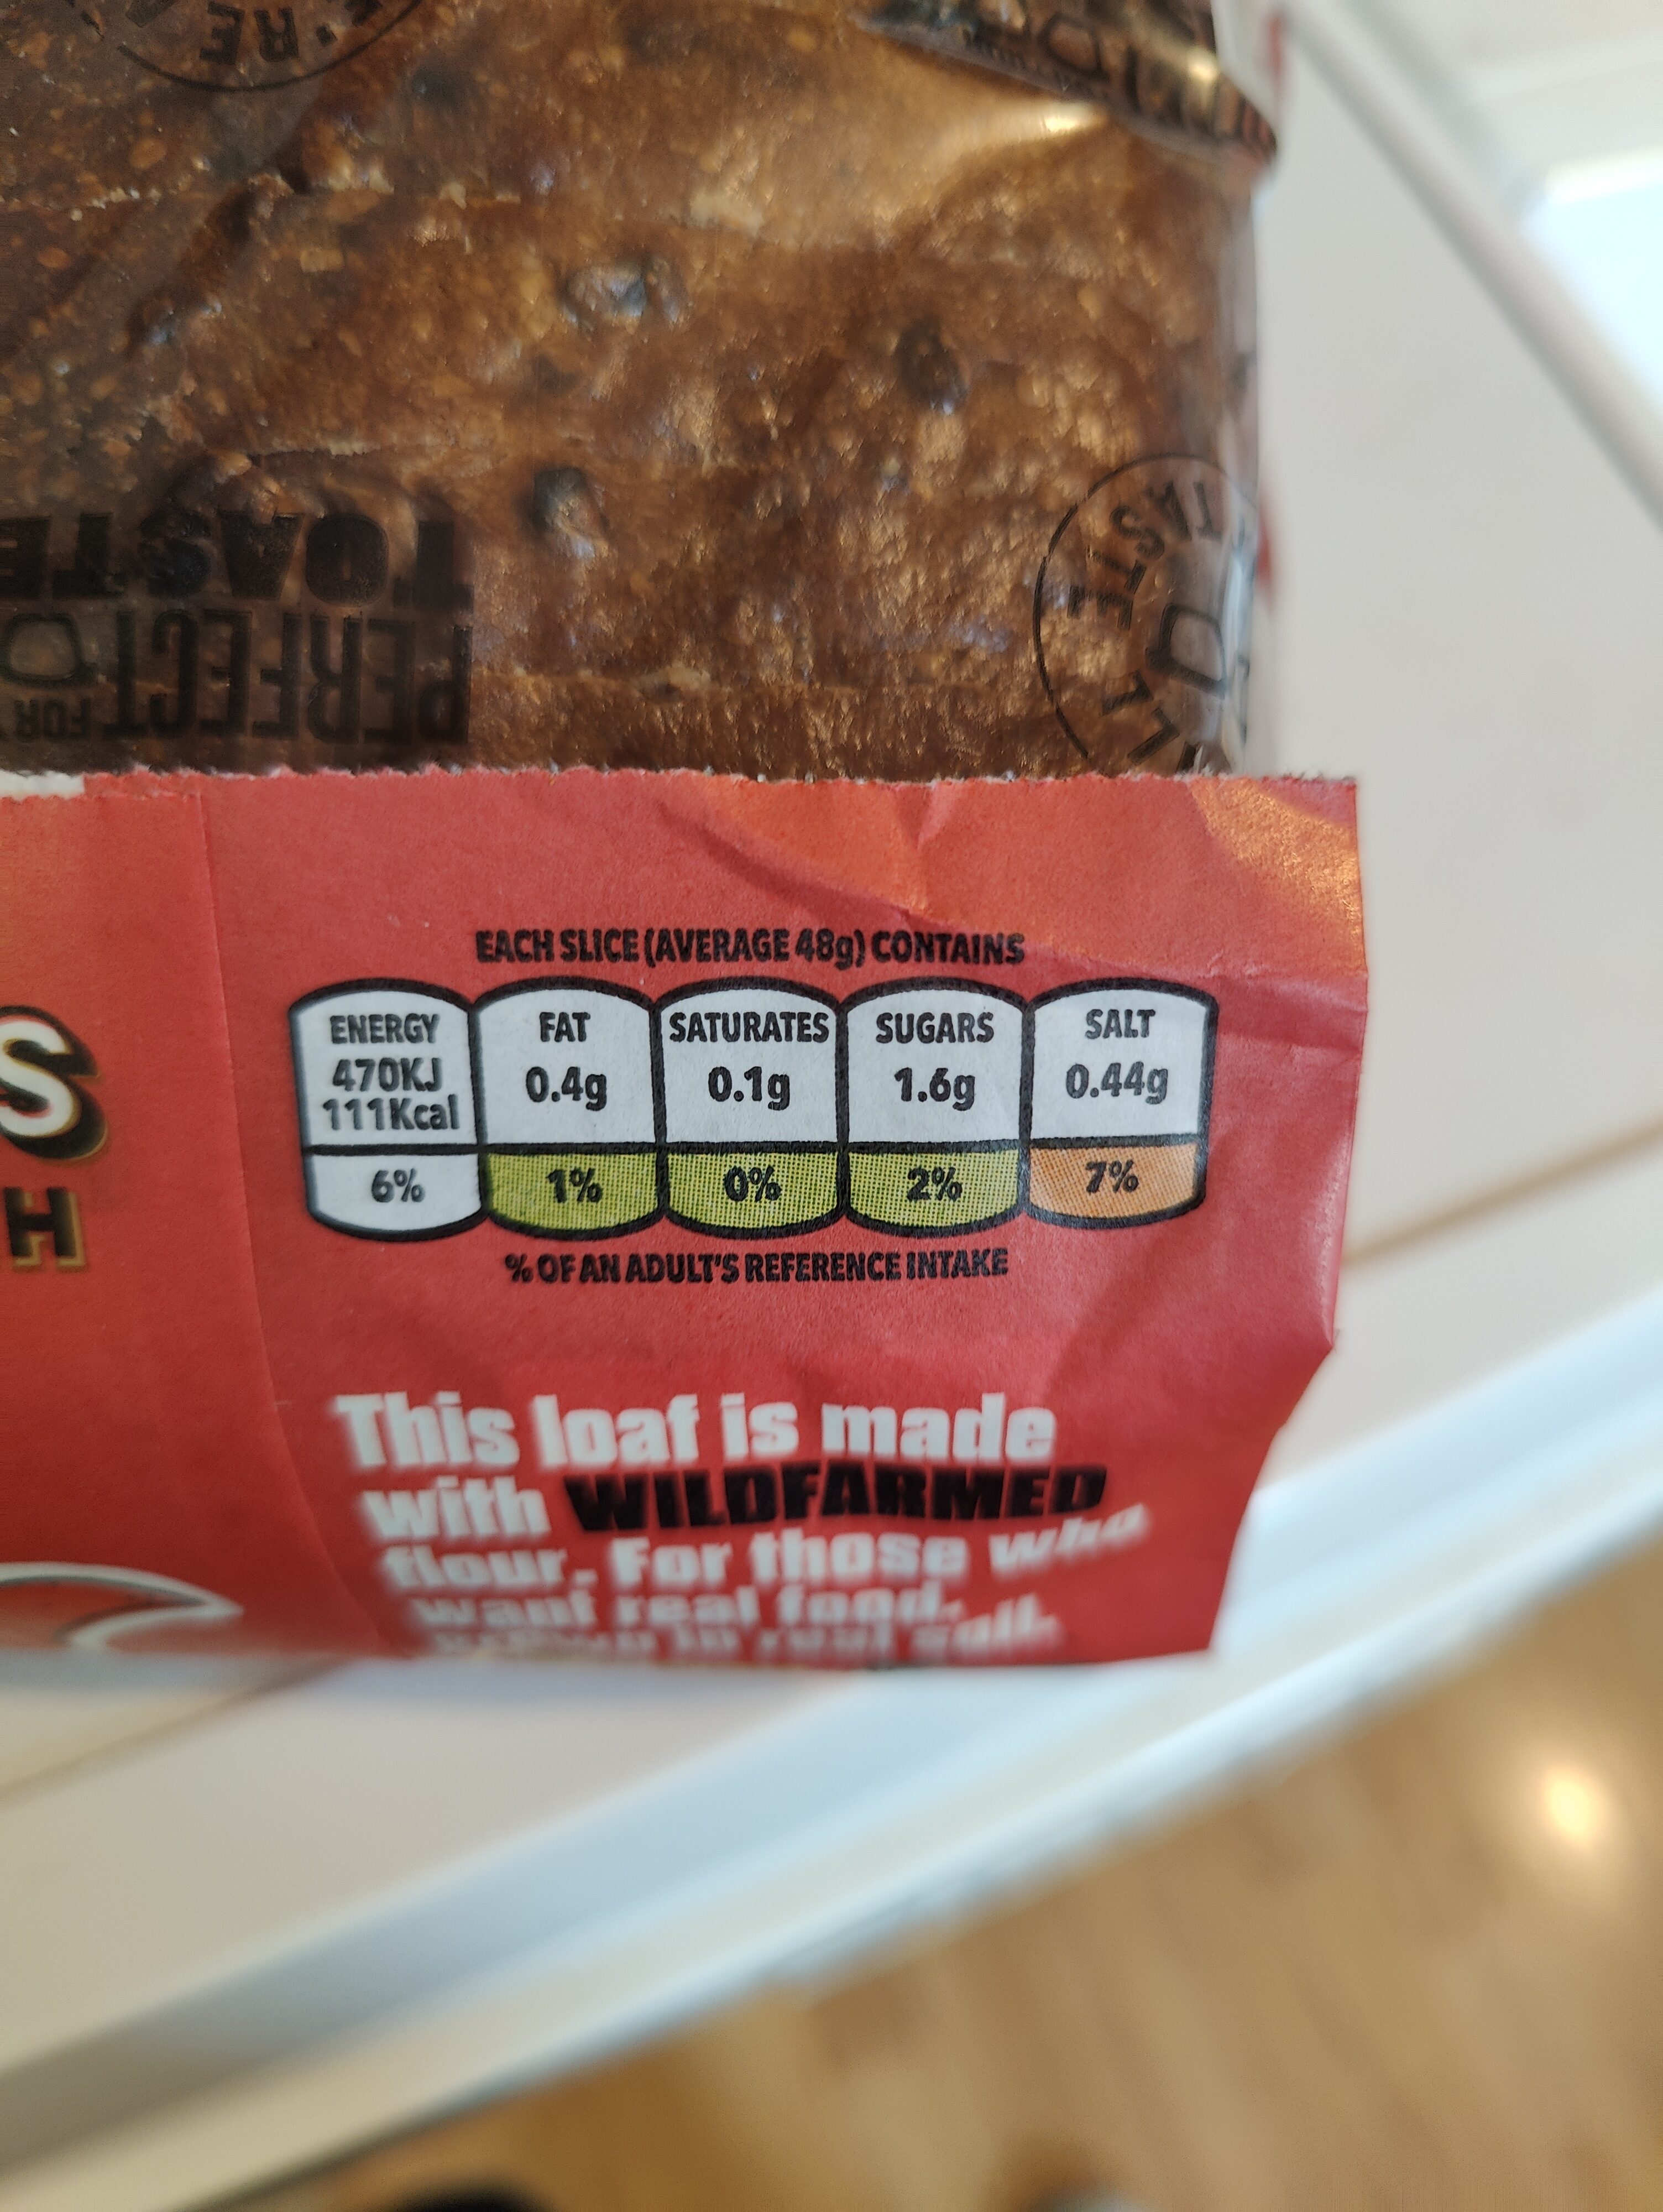 PERFECT FOR
TOASTE
TASTE
EACH SLICE (AVERAGE 48g) CONTAINS
ENERGY FAT SATURATES SUGARS SALT
470KJ 0.4g 0.1g 1.6g 0.44g
111Kcal
6% 1% 0% 2% 7%
% OF AN ADULT'S REFERENCE INTAKE
S
H
This loaf is made
with WILDFARMED
flour. For those who
want real food.